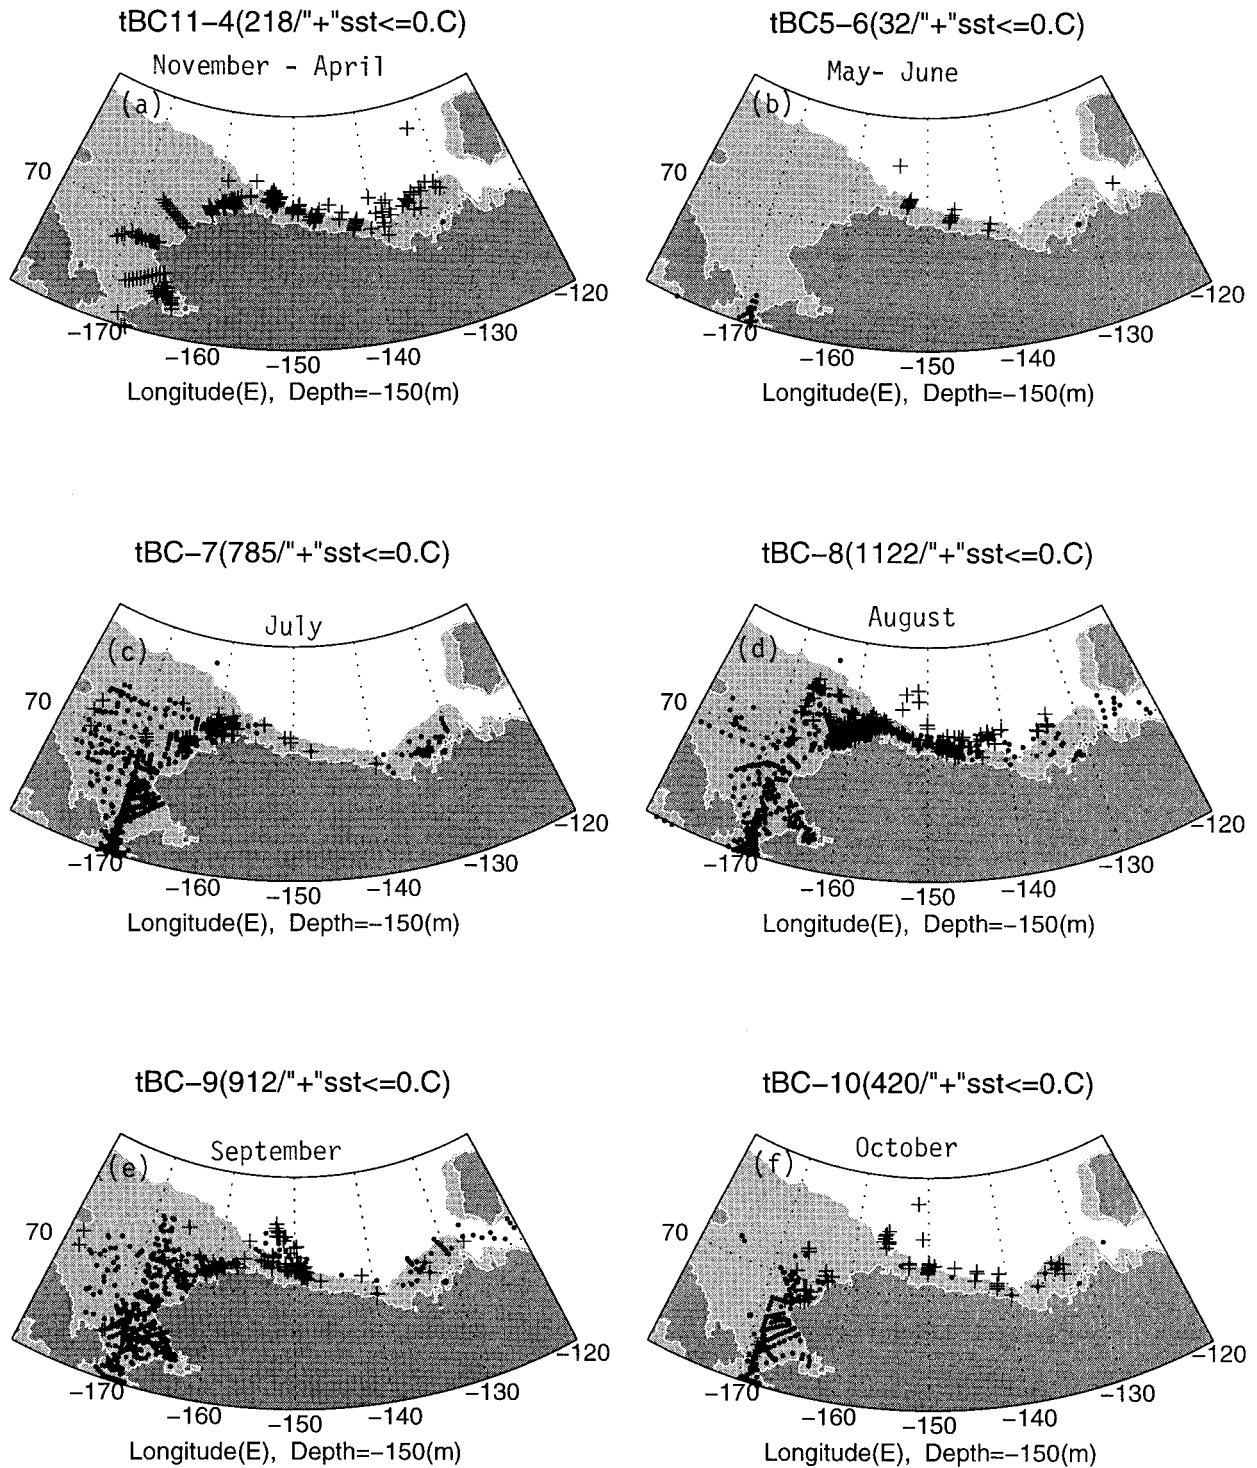 tBC11−4(218/"+"sst<=0.C)
November - April
(a)
70
−170
−160
−150
−140
−130
−120
Longitude(E), Depth=−150(m)
tBC5−6(32/"+"sst<=0.C)
May- June
(b)
70
−170
−160
−150
−140
−130
−120
Longitude(E), Depth=−150(m)
tBC−7(785/"+"sst<=0.C)
July
(c)
70
−170
−160
−150
−140
−130
−120
Longitude(E), Depth=−150(m)
tBC−8(1122/"+"sst<=0.C)
August
(d)
70
−170
−160
−150
−140
−130
−120
Longitude(E), Depth=−150(m)
tBC−9(912/"+"sst<=0.C)
September
(e)
70
−170
−160
−150
−140
−130
−120
Longitude(E), Depth=−150(m)
tBC−10(420/"+"sst<=0.C)
October
(f)
70
−170
−160
−150
−140
−130
−120
Longitude(E), Depth=−150(m)